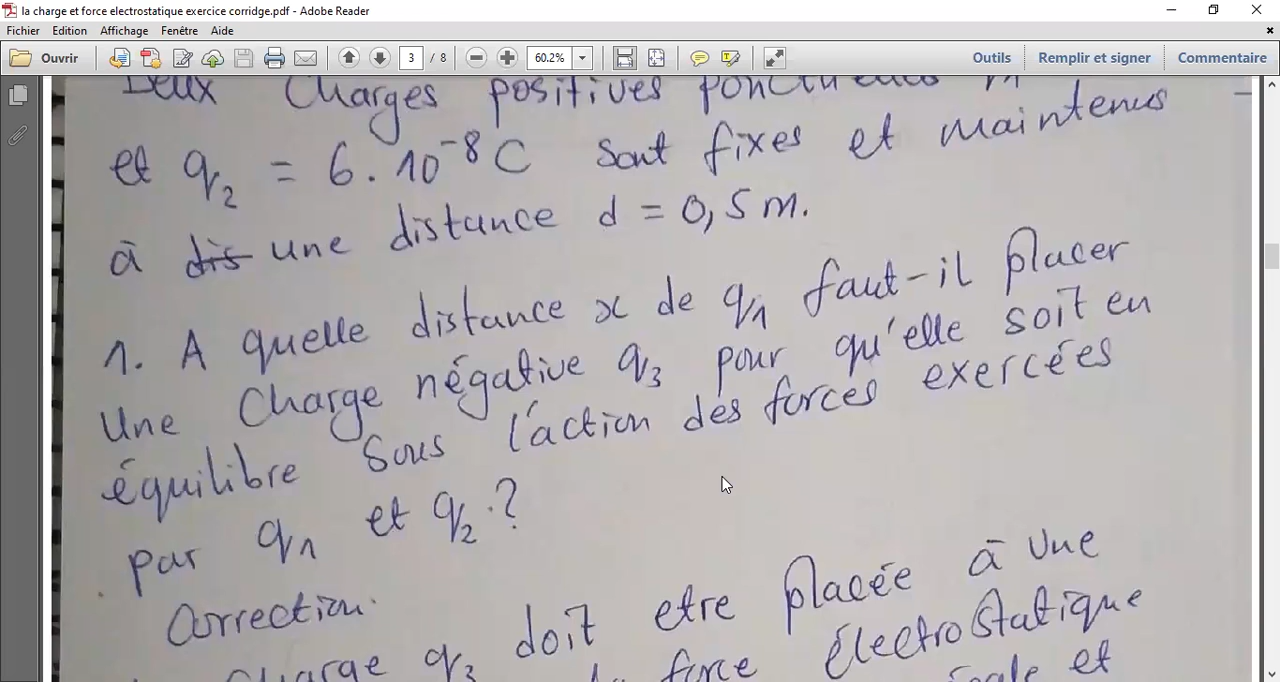 la charge et force electrostatique exercice corridge.pdf - Adobe Reader
Fichier Edition Affichage Fenêtre Aide
Ouvrir 3 / 8 60.2% Outils Remplir et signer Commentaire
Deux Charges positives ponctuelles
et q2 = 6.10^-8 C sont fixes et maintenus
à dis une distance d = 0,5 m.
1. A quelle distance x de q1 faut-il placer
une Charge négative q3 pour qu'elle soit en
équilibre sous l'action des forces exercées
par q1 et q2.?
Correction.
Charge q3 doit etre placée à une
force électrostatique
et